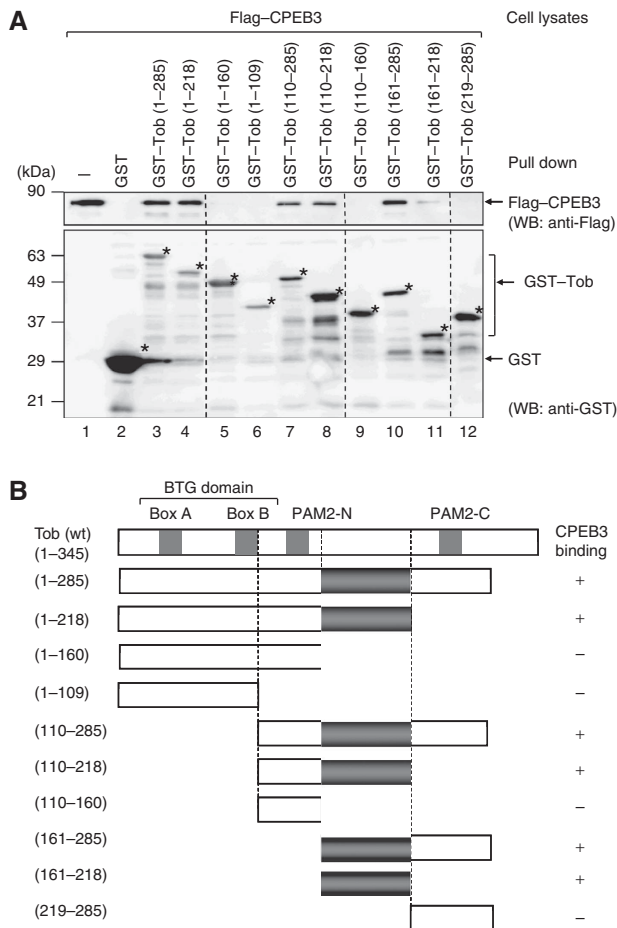 A
Flag–CPEB3
Cell lysates
–
GST
GST–Tob (1–285)
GST–Tob (1–218)
GST–Tob (1–160)
GST–Tob (1–109)
GST–Tob (110–285)
GST–Tob (110–218)
GST–Tob (110–160)
GST–Tob (161–285)
GST–Tob (161–218)
GST–Tob (219–285)
Pull down
(kDa)
90
Flag–CPEB3
(WB: anti-Flag)
63
49
37
29
21
* * * * * * * * * * *
GST–Tob
GST
(WB: anti-GST)
1 2 3 4 5 6 7 8 9 10 11 12
B
BTG domain
Box A Box B PAM2-N PAM2-C
Tob (wt)
(1–345)
CPEB3
binding
(1–285) +
(1–218) +
(1–160) –
(1–109) –
(110–285) +
(110–218) +
(110–160) –
(161–285) +
(161–218) +
(219–285) –